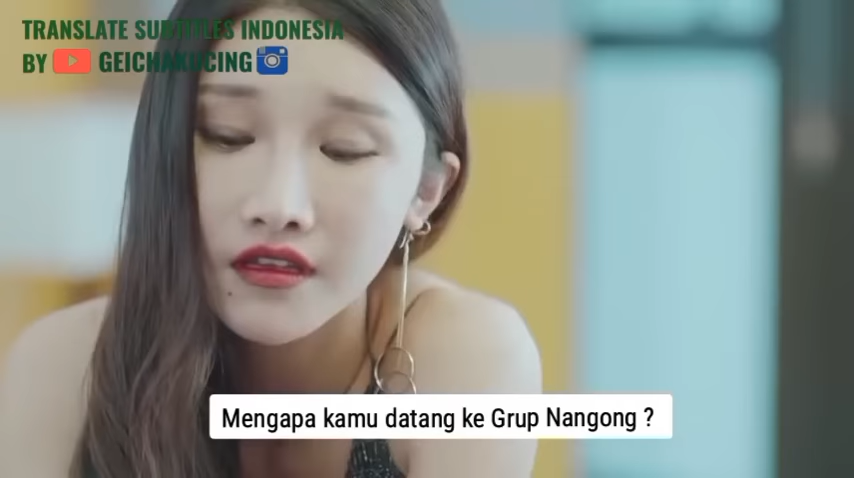 TRANSLATE SUBTITLES INDONESIA
BY GEICHAKUCING
Mengapa kamu datang ke Grup Nangong ?